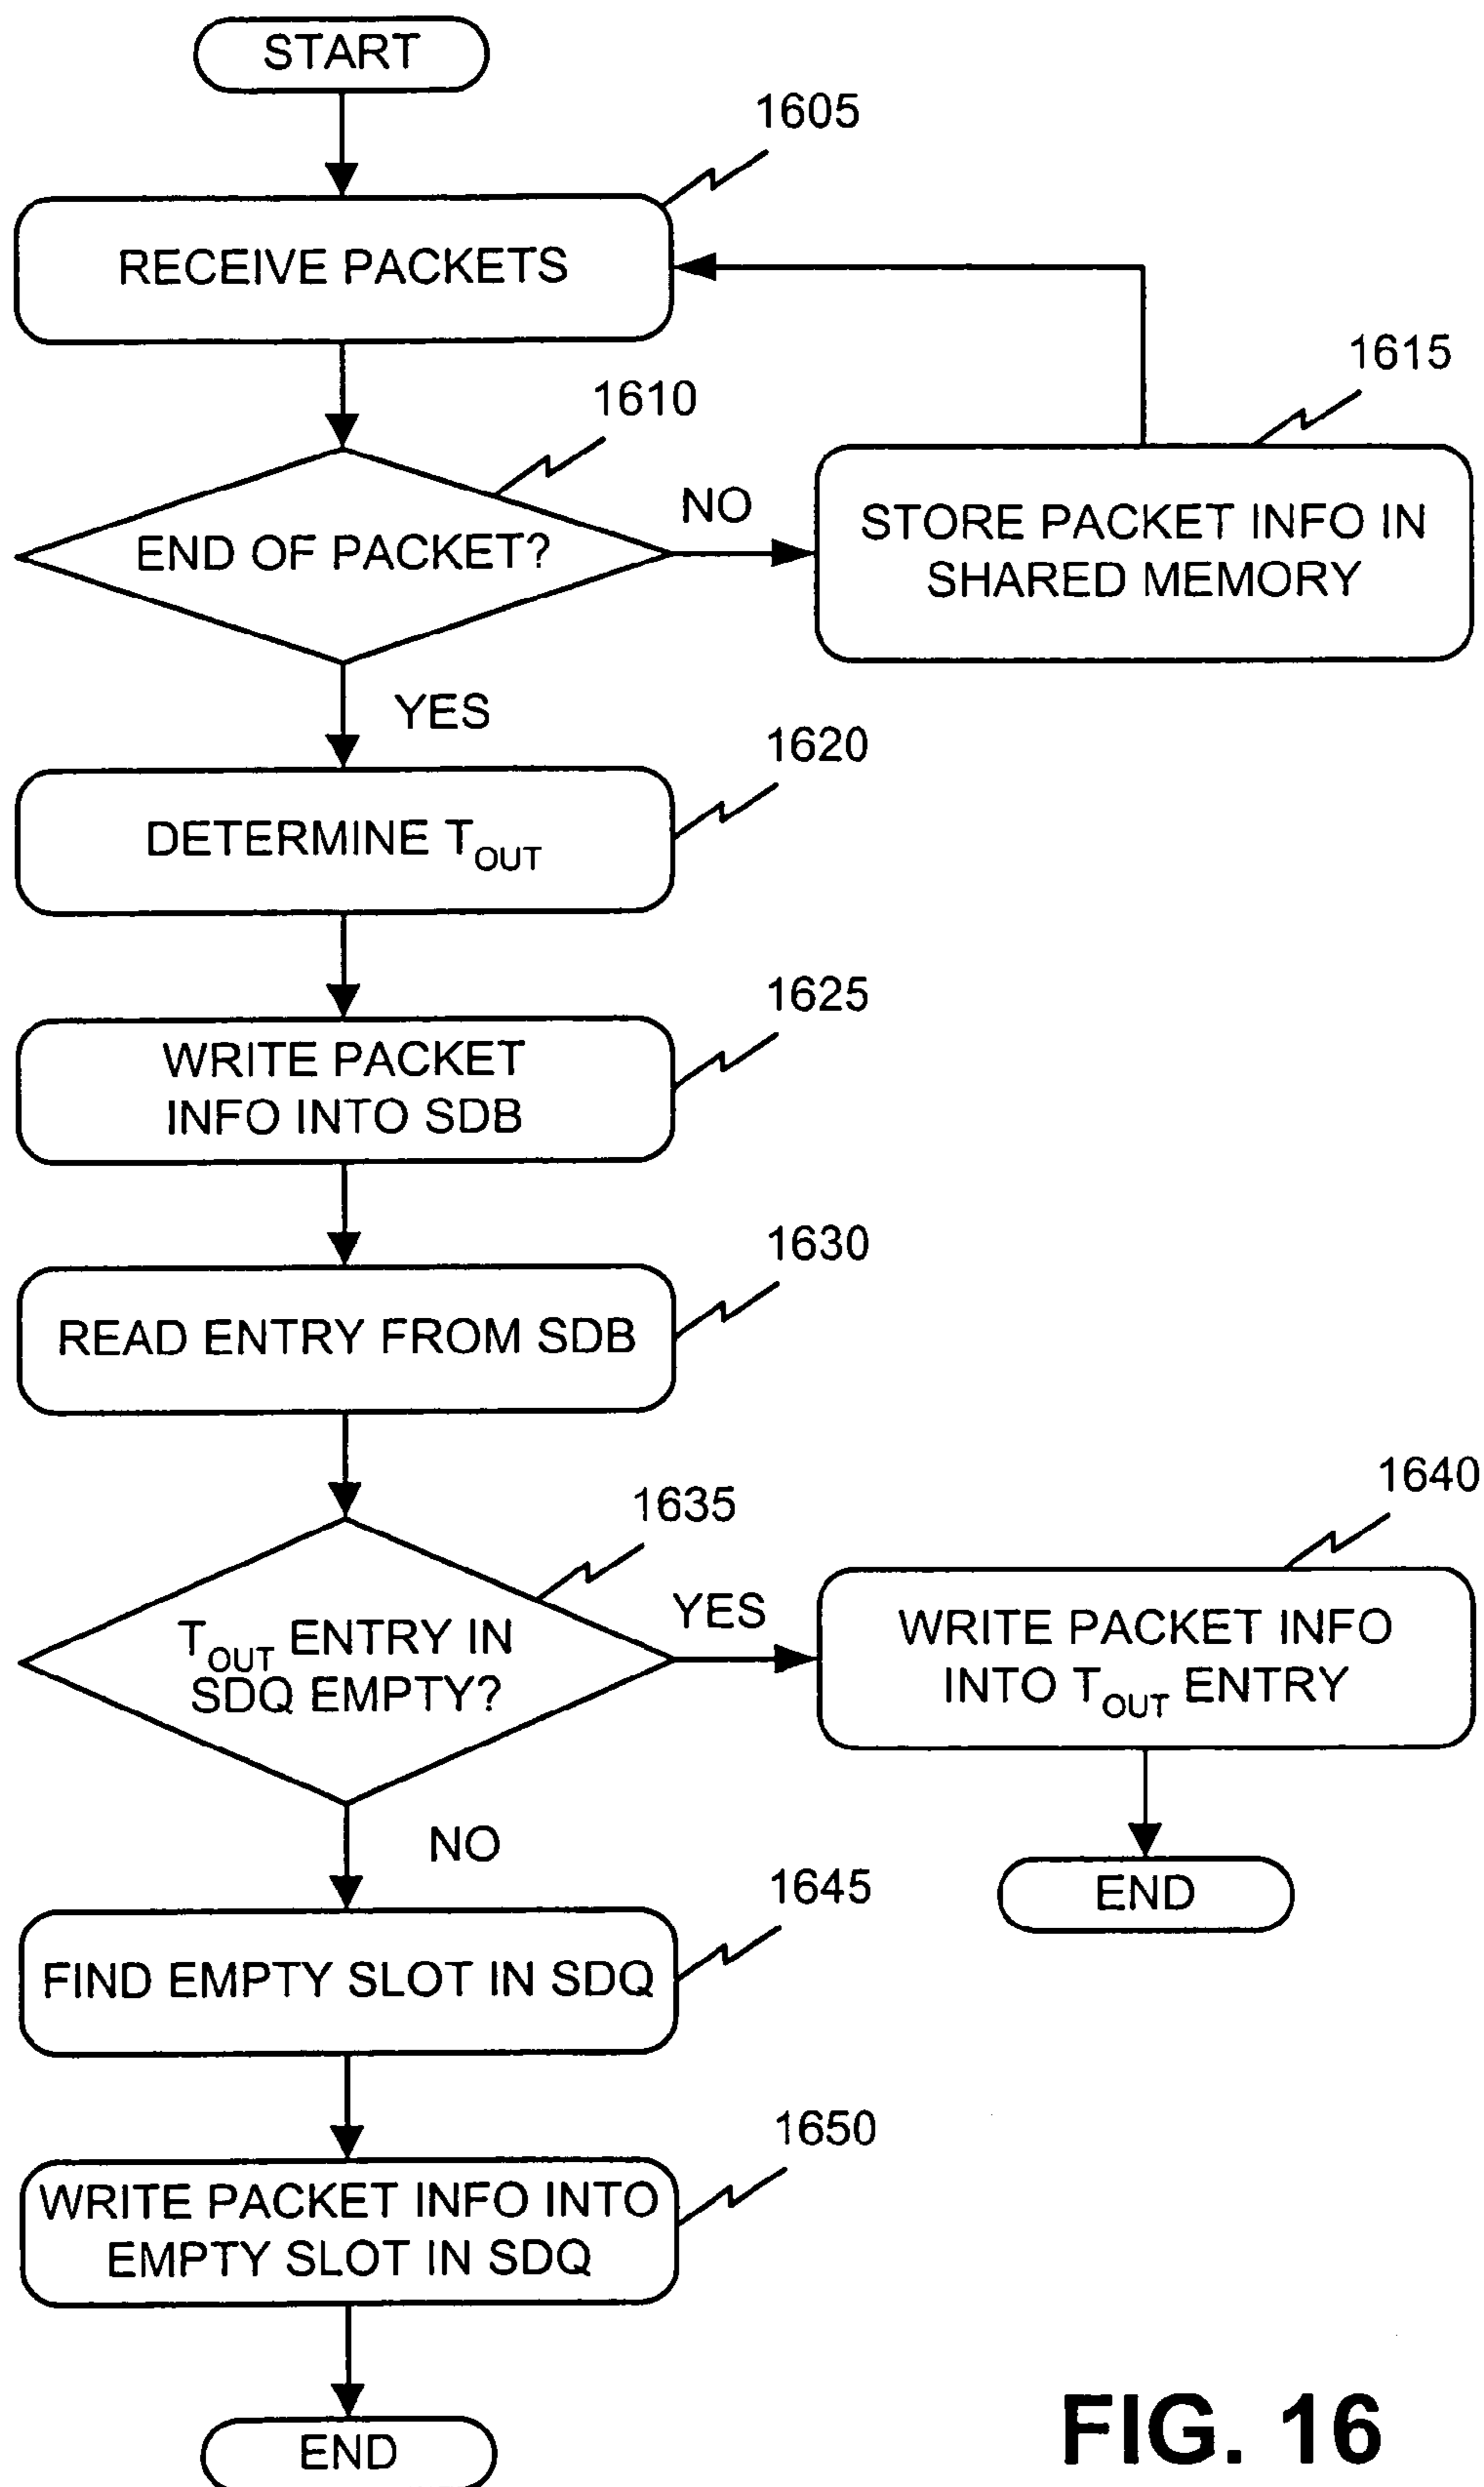 START
1605
RECEIVE PACKETS
1610
END OF PACKET?
NO
1615
STORE PACKET INFO IN
SHARED MEMORY
YES
1620
DETERMINE TOUT
1625
WRITE PACKET
INFO INTO SDB
1630
READ ENTRY FROM SDB
1635
TOUT ENTRY IN
SDQ EMPTY?
YES
1640
WRITE PACKET INFO
INTO TOUT ENTRY
END
NO
1645
FIND EMPTY SLOT IN SDQ
1650
WRITE PACKET INFO INTO
EMPTY SLOT IN SDQ
END
FIG. 16